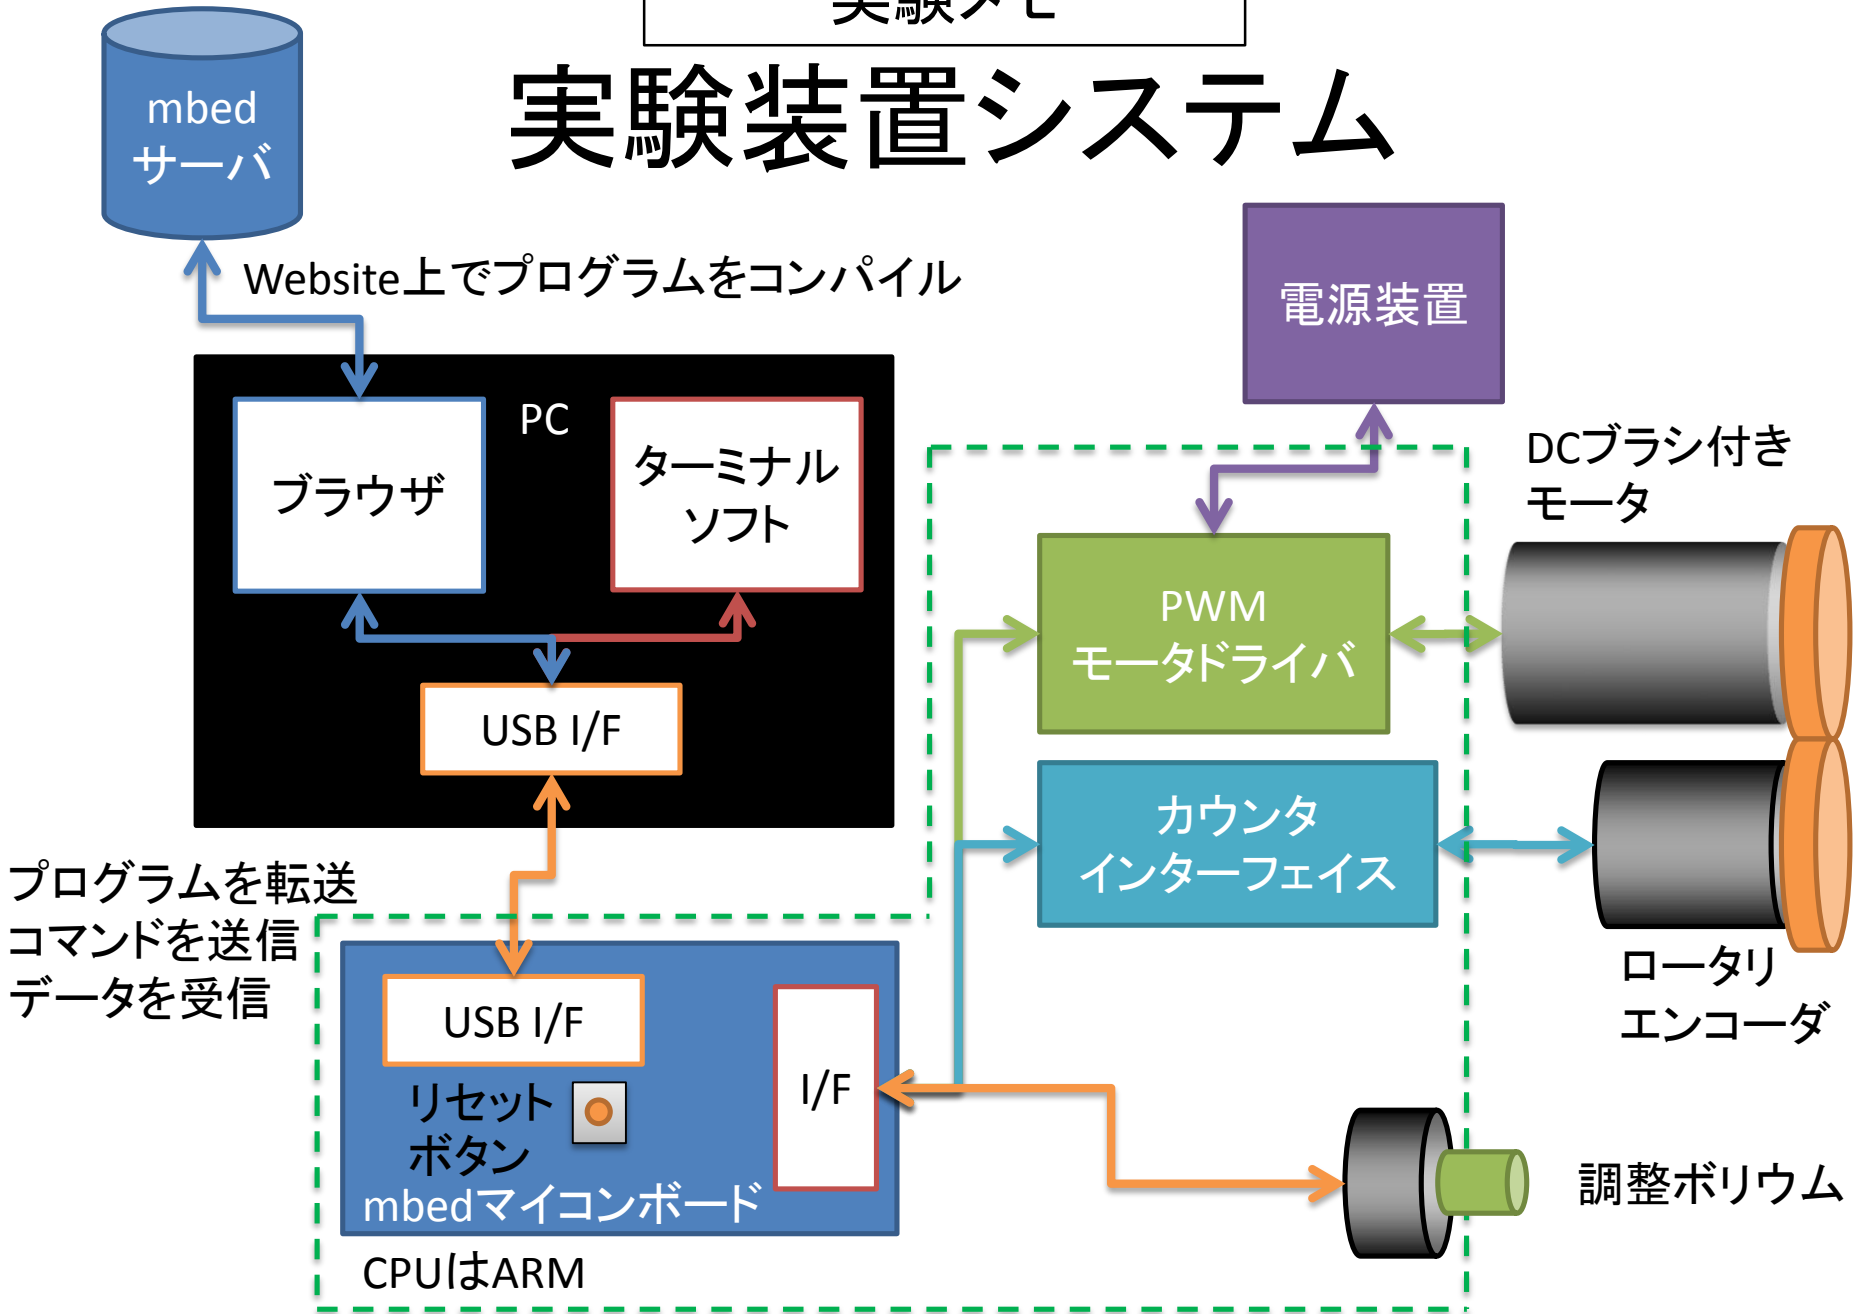 実験メモ
実験装置システム
mbed
サーバ
Website上でプログラムをコンパイル
電源装置
PC
ブラウザ
ターミナル
ソフト
DCブラシ付き
モータ
PWM
モータドライバ
USB I/F
カウンタ
インターフェイス
プログラムを転送
コマンドを送信
データを受信
ロータリ
エンコーダ
USB I/F
I/F
リセット
ボタン
mbedマイコンボード
調整ボリウム
CPUはARM